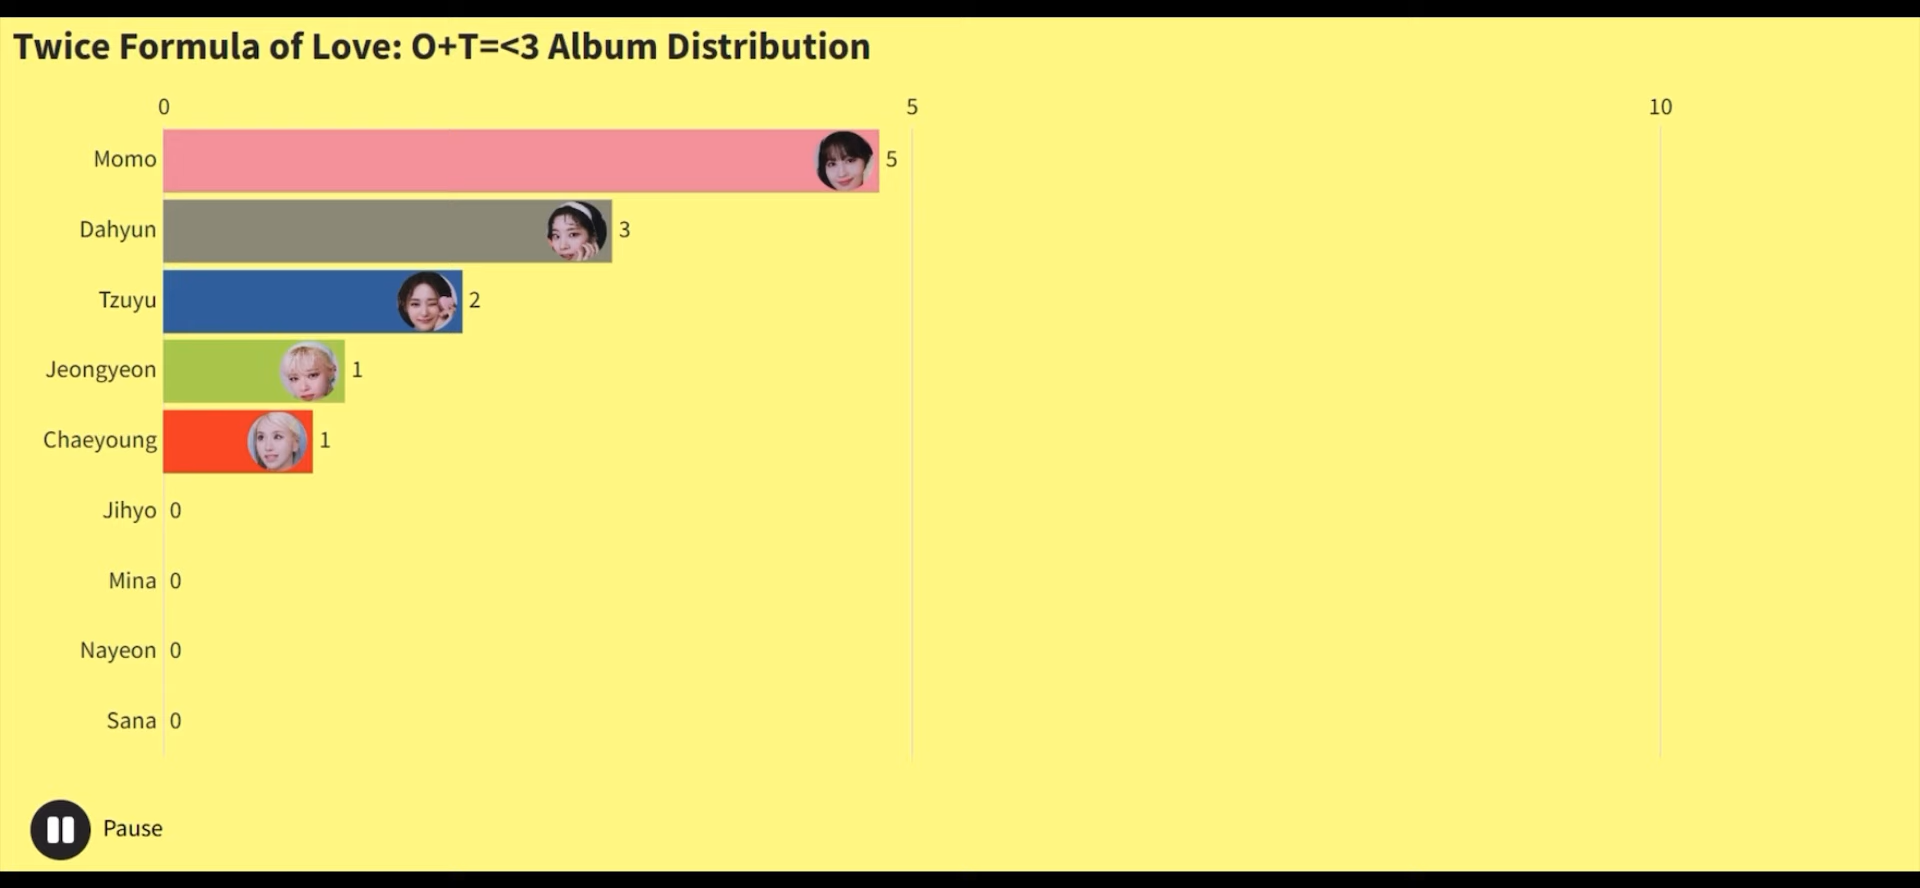 Twice Formula of Love: O+T=<3 Album Distribution
0 5 10
Momo 5
Dahyun 3
Tzuyu 2
Jeongyeon 1
Chaeyoung 1
Jihyo 0
Mina 0
Nayeon 0
Sana 0
Pause